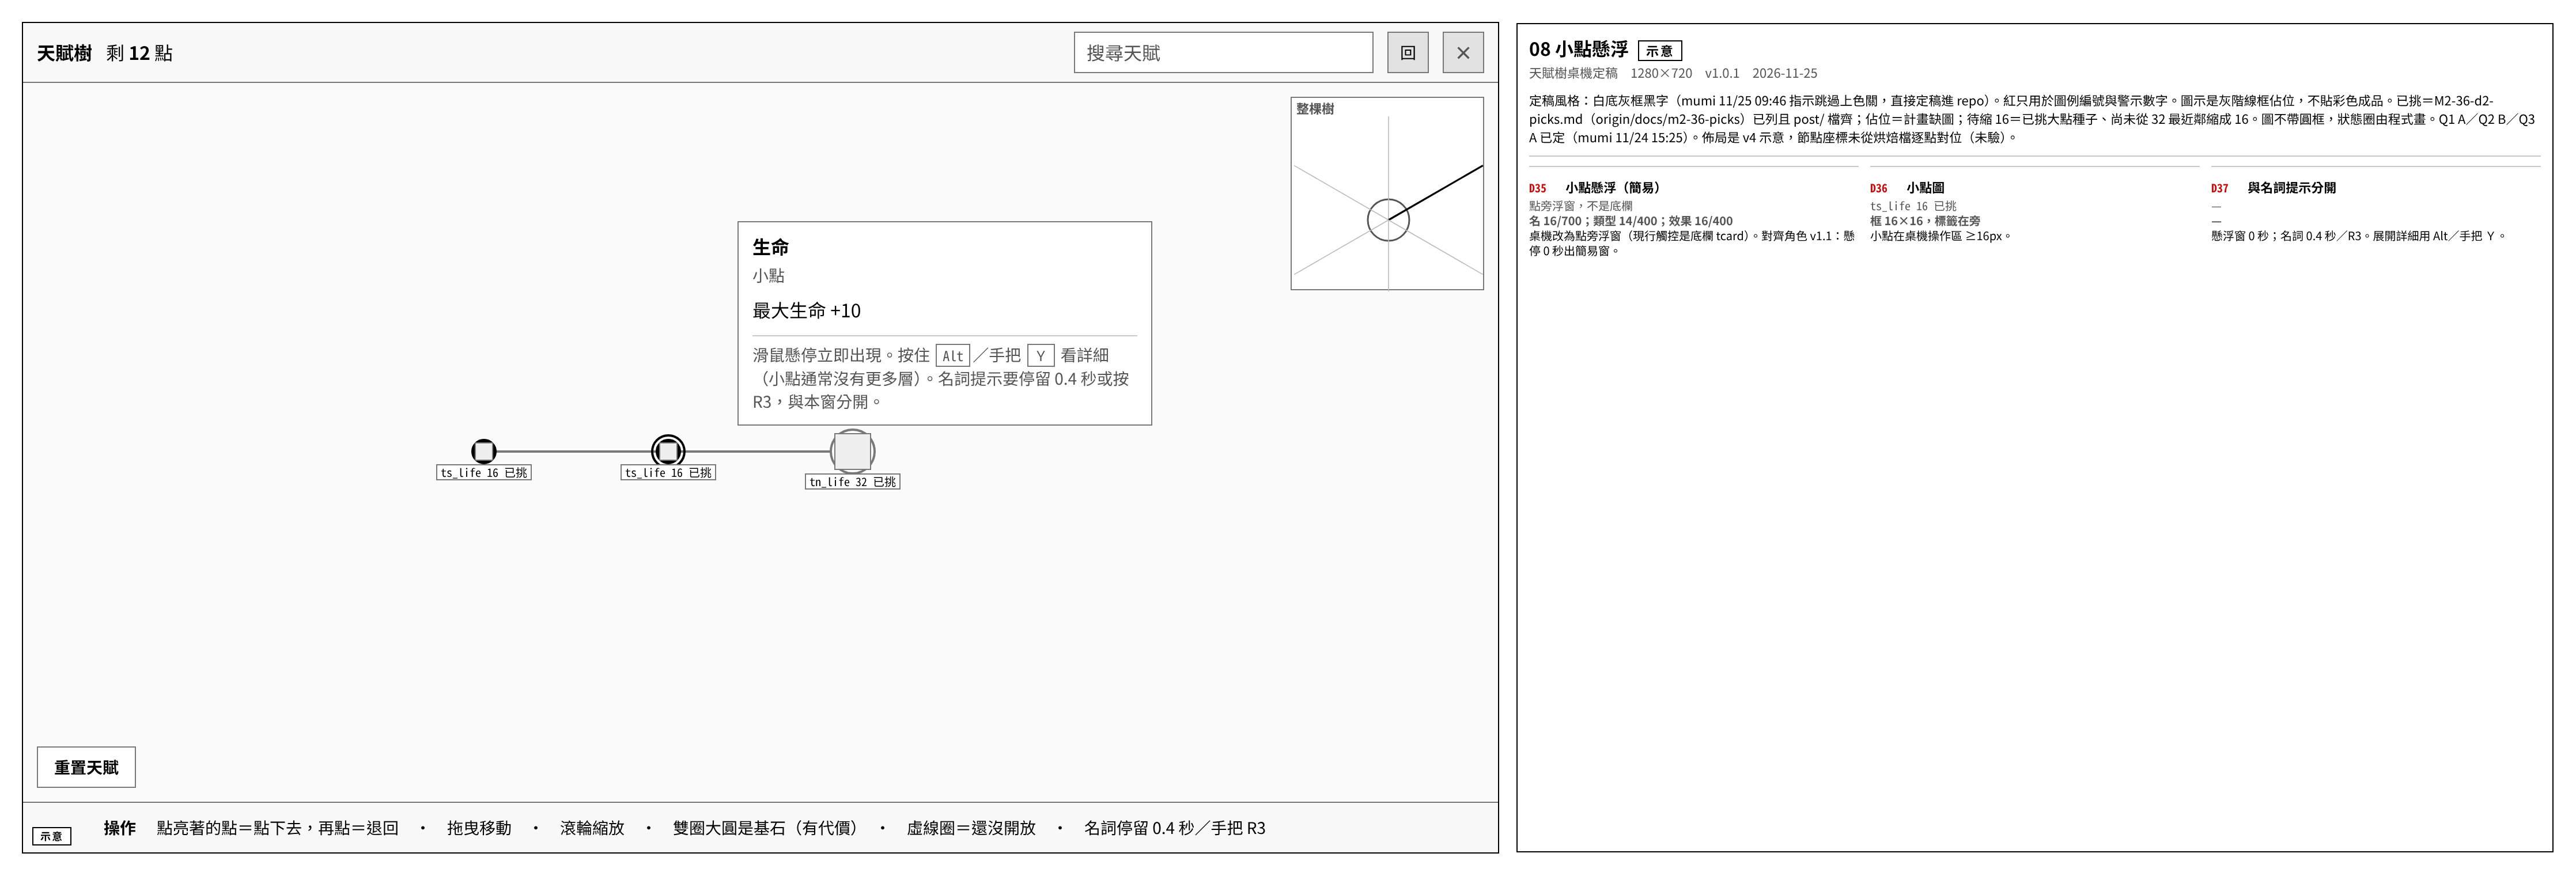 天賦樹 剩 12 點
搜尋天賦
回
×
整棵樹
生命
小點
最大生命 +10
滑鼠懸停立即出現。按住 Alt／手把 Y 看詳細
（小點通常沒有更多層）。名詞提示要停留 0.4 秒或按
R3，與本窗分開。
ts_life 16 已挑
ts_life 16 已挑
tn_life 32 已挑
重置天賦
示意
操作 點亮著的點＝點下去，再點＝退回 · 拖曳移動 · 滾輪縮放 · 雙圈大圓是基石（有代價） · 虛線圈＝還沒開放 · 名詞停留 0.4 秒／手把 R3
08 小點懸浮 示意
天賦樹桌機定稿 1280×720 v1.0.1 2026-11-25
定稿風格：白底灰框黑字（mumi 11/25 09:46 指示跳過上色關，直接定稿進 repo）。紅只用於圖例編號與警示數字。圖示是灰階線框佔位，不貼彩色成品。已挑＝M2-36-d2-
picks.md（origin/docs/m2-36-picks）已列且 post/ 檔齊；佔位＝計畫缺圖；待縮 16＝已挑大點種子、尚未從 32 最近鄰縮成 16。圖不帶圓框，狀態圈由程式畫。Q1 A／Q2 B／Q3
A 已定（mumi 11/24 15:25）。佈局是 v4 示意，節點座標未從烘焙檔逐點對位（未驗）。
D35 小點懸浮（簡易）
點旁浮窗，不是底欄
名 16/700；類型 14/400；效果 16/400
桌機改為點旁浮窗（現行觸控是底欄 tcard）。對齊角色 v1.1：懸
停 0 秒出簡易窗。
D36 小點圖
ts_life 16 已挑
框 16×16，標籤在旁
小點在桌機操作區 ≥16px。
D37 與名詞提示分開
—
—
懸浮窗 0 秒；名詞 0.4 秒／R3。展開詳細用 Alt／手把 Y。